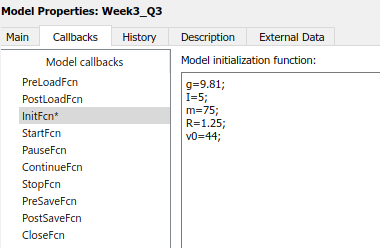 Model Properties: Week3_Q3
Main Callbacks History Description External Data
Model callbacks
PreLoadFcn
PostLoadFcn
InitFcn*
StartFcn
PauseFcn
ContinueFcn
StopFcn
PreSaveFcn
PostSaveFcn
CloseFcn
Model initialization function:
g=9.81;
I=5;
m=75;
R=1.25;
v0=44;